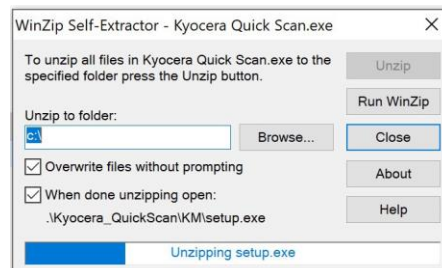 WinZip Self-Extractor - Kyocera Quick Scan.exe
To unzip all files in Kyocera Quick Scan.exe to the
specified folder press the Unzip button.
Unzip to folder:
c:\
Browse...
Overwrite files without prompting
When done unzipping open:
.\Kyocera_QuickScan\KM\setup.exe
Unzip
Run WinZip
Close
About
Help
Unzipping setup.exe